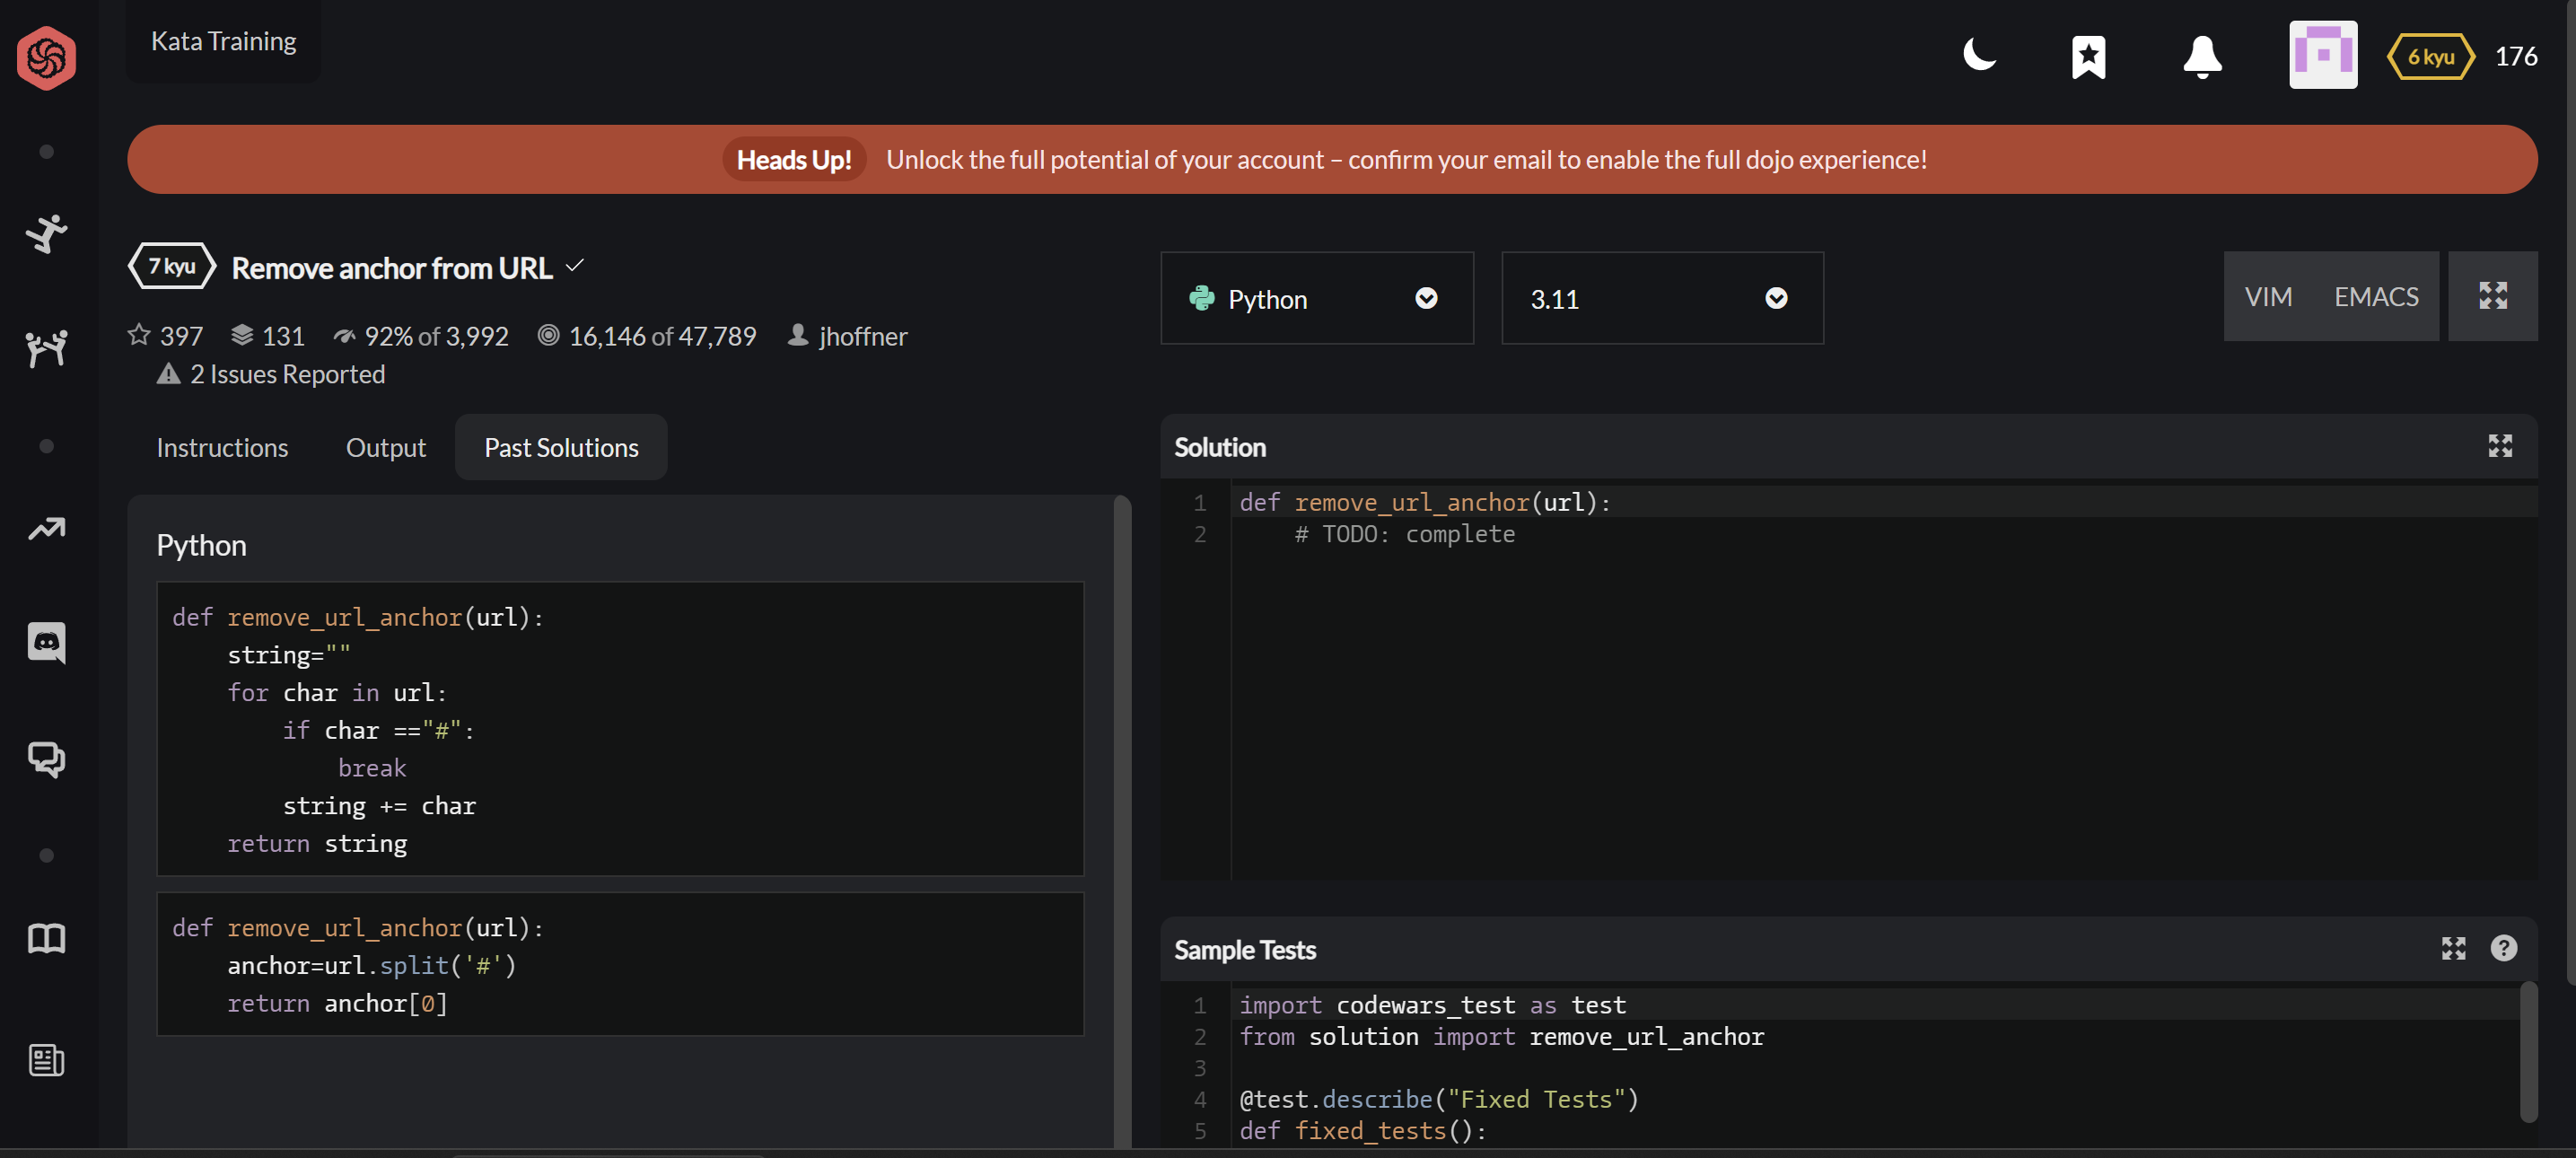 Kata Training
6 kyu 176
Heads Up! Unlock the full potential of your account – confirm your email to enable the full dojo experience!
7 kyu Remove anchor from URL
397 131 92% of 3,992 16,146 of 47,789 jhoffner
2 Issues Reported
Instructions Output Past Solutions
Python
def remove_url_anchor(url):
    string=""
    for char in url:
        if char =="#":
            break
        string += char
    return string
def remove_url_anchor(url):
    anchor=url.split('#')
    return anchor[0]
Python 3.11 VIM EMACS
Solution
1 def remove_url_anchor(url):
2     # TODO: complete
Sample Tests
1 import codewars_test as test
2 from solution import remove_url_anchor
3
4 @test.describe("Fixed Tests")
5 def fixed_tests():